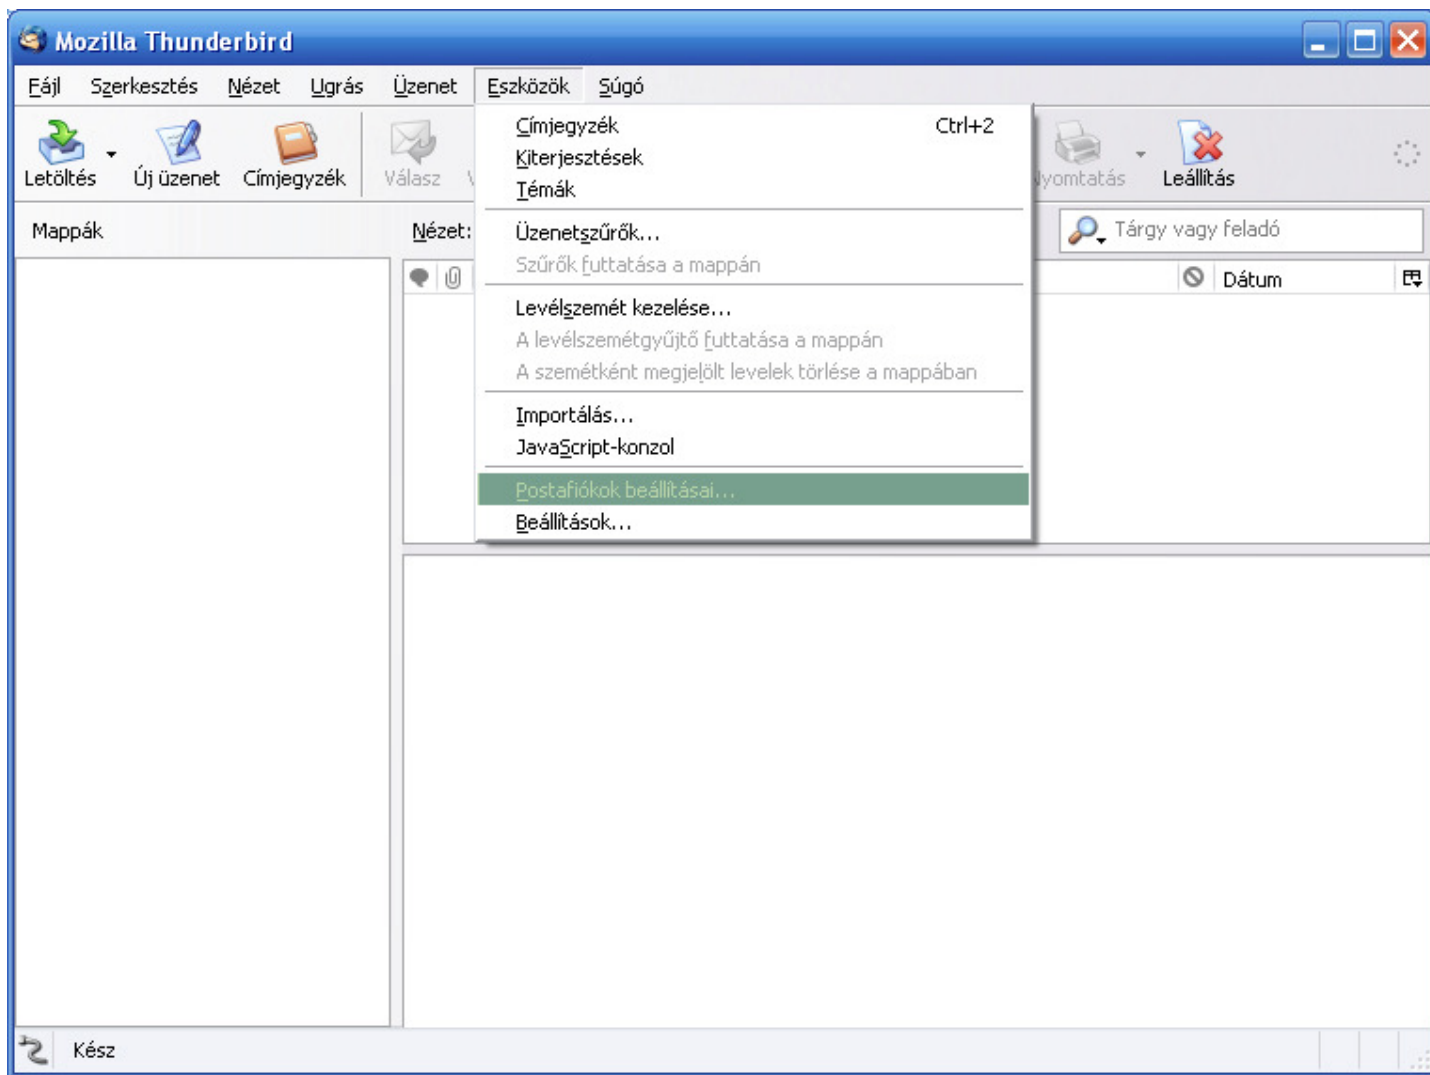 Mozilla Thunderbird
Fájl Szerkesztés Nézet Ugrás Üzenet Eszközök Súgó
Letöltés Új üzenet Címjegyzék Válasz Leállítás
Címjegyzék Ctrl+2
Kiterjesztések
Témák
Mappák Nézet: Tárgy vagy feladó
Üzenetszűrők...
Szűrők futtatása a mappán
Dátum
Levélszemét kezelése...
A levélszemétgyűjtő futtatása a mappán
A szemétként megjelölt levelek törlése a mappában
Importálás...
JavaScript-konzol
Postafiókok beállításai...
Beállítások...
Kész